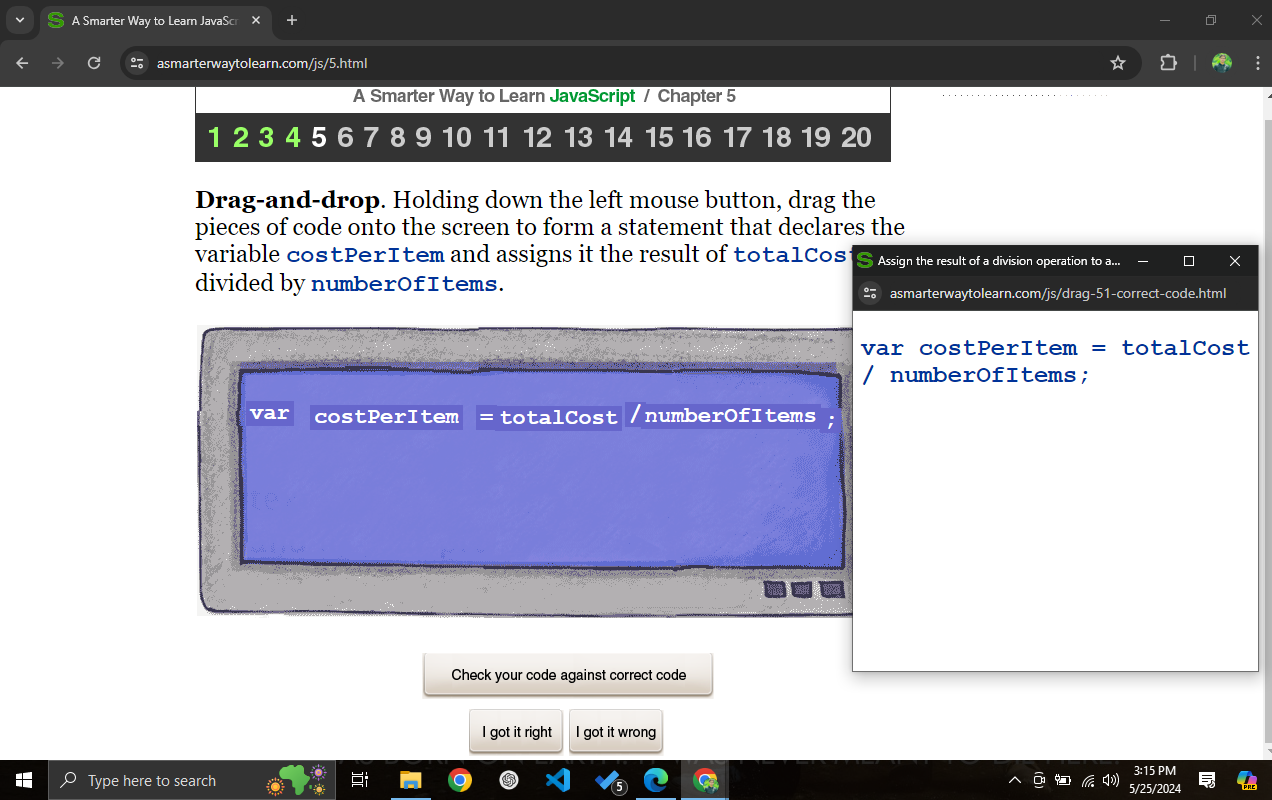 A Smarter Way to Learn JavaScr
asmarterwaytolearn.com/js/5.html
A Smarter Way to Learn JavaScript / Chapter 5
1 2 3 4 5 6 7 8 9 10 11 12 13 14 15 16 17 18 19 20
Drag-and-drop. Holding down the left mouse button, drag the
pieces of code onto the screen to form a statement that declares the
variable costPerItem and assigns it the result of totalCost
divided by numberOfItems.
var costPerItem = totalCost / numberOfItems ;
Check your code against correct code
I got it right I got it wrong
Assign the result of a division operation to a...
asmarterwaytolearn.com/js/drag-51-correct-code.html
var costPerItem = totalCost
/ numberOfItems;
Type here to search
5
PRE
3:15 PM
5/25/2024